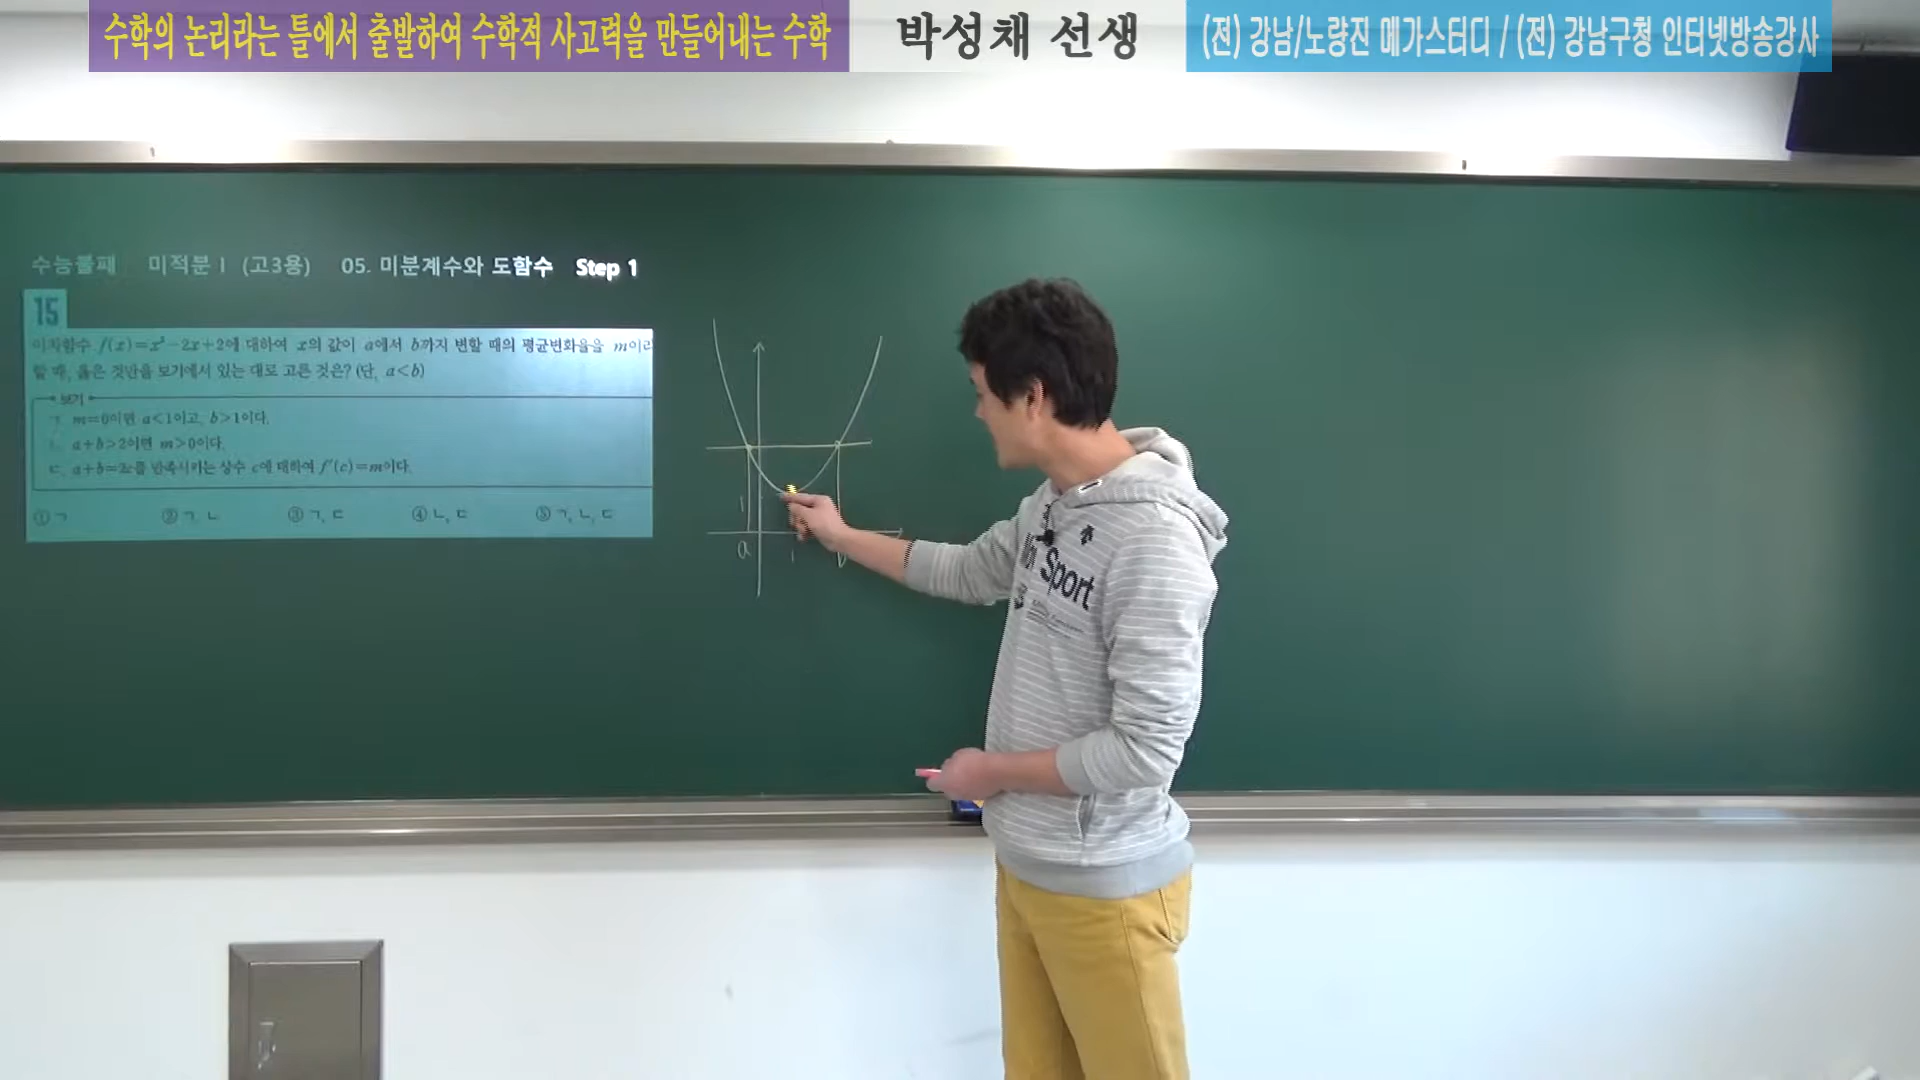 수학의 논리라는 틀에서 출발하여 수학적 사고력을 만들어내는 수학
박성채 선생
(전) 강남/노량진 메가스터디 / (전) 강남구청 인터넷방송강사
수능불패 미적분Ⅰ (고3용) 05. 미분계수와 도함수 Step 1
15
이차함수 f(x)=x²-2x+2에 대하여 x의 값이 a에서 b까지 변할 때의 평균변화율을 m이라
할 때, 옳은 것만을 보기에서 있는 대로 고른 것은? (단, a<b)
보기
ㄱ. m=0이면 a<1이고, b>1이다.
ㄴ. a+b>2이면 m>0이다.
ㄷ. a+b=2c를 만족시키는 상수 c에 대하여 f'(c)=m이다.
① ㄱ ② ㄱ, ㄴ ③ ㄱ, ㄷ ④ ㄴ, ㄷ ⑤ ㄱ, ㄴ, ㄷ
1
a 1 b
Sport